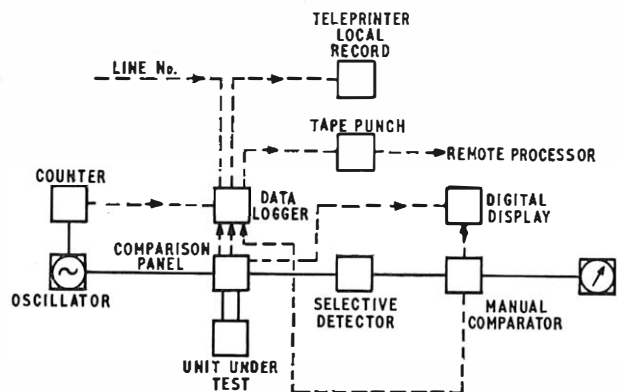 TELEPRINTER
LOCAL
RECORD
LINE No.
TAPE PUNCH
REMOTE PROCESSOR
COUNTER
DATA
LOGGER
DIGITAL
DISPLAY
COMPARISON
PANEL
OSCILLATOR
SELECTIVE
DETECTOR
MANUAL
COMPARATOR
UNIT UNDER
TEST